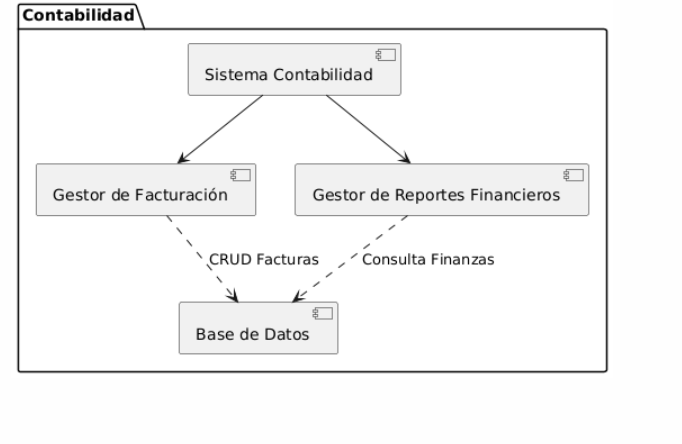 Contabilidad
Sistema Contabilidad
Gestor de Facturación
Gestor de Reportes Financieros
CRUD Facturas
Consulta Finanzas
Base de Datos